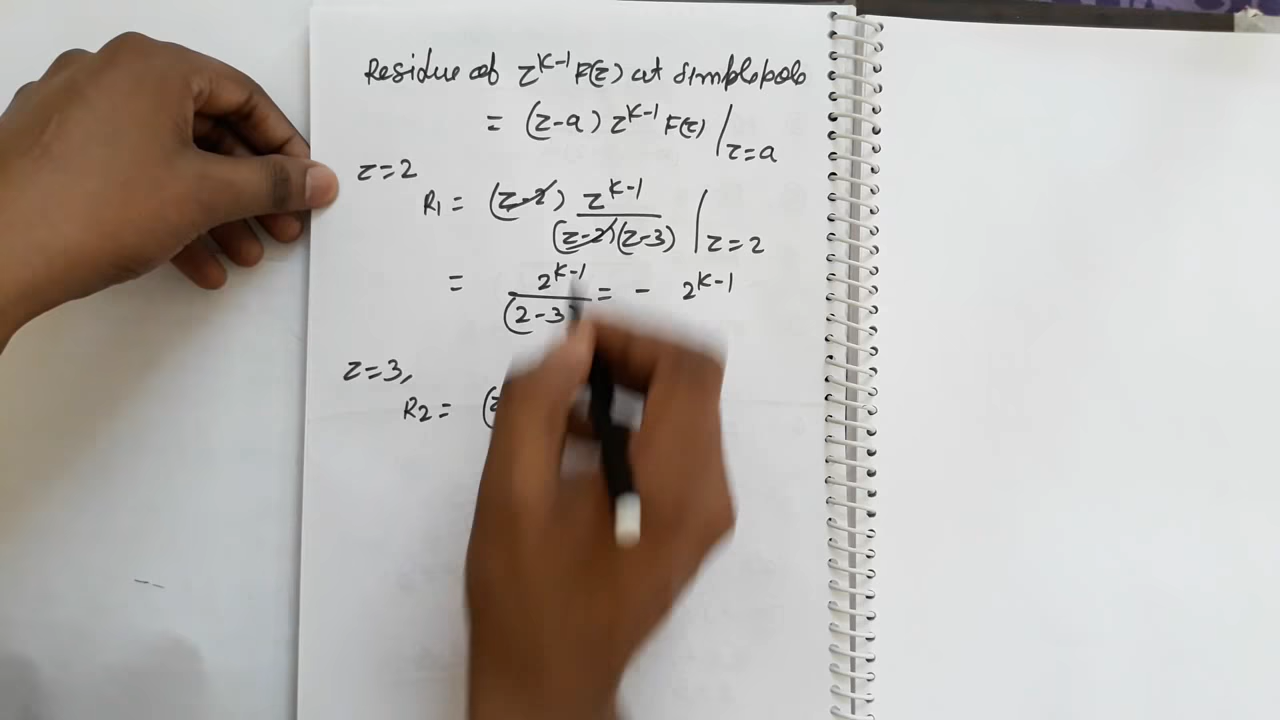 Residue of z^{k-1} F(z) at simple pole
= (z-a) z^{k-1} F(z) |_{z=a}
z=2
R₁ = (z-2) z^{k-1} / (z-2)(z-3) |_{z=2}
= 2^{k-1} / (2-3) = - 2^{k-1}
z=3,
R₂ = (z